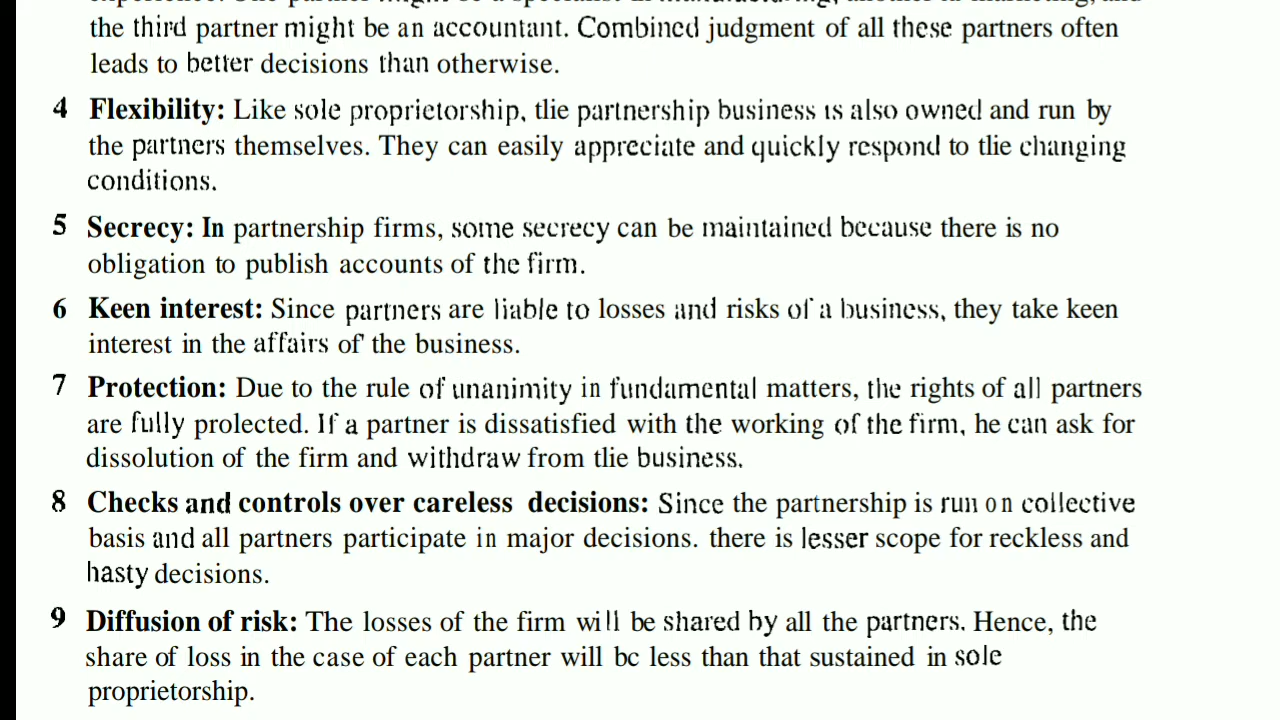 the third partner might be an accountant. Combined judgment of all these partners often
leads to better decisions than otherwise.
4 Flexibility: Like sole proprietorship, tlie partnership business is also owned and run by
the partners themselves. They can easily appreciate and quickly respond to tlie changing
conditions.
5 Secrecy: In partnership firms, some secrecy can be maintained because there is no
obligation to publish accounts of the firm.
6 Keen interest: Since partners are liable to losses and risks of a business, they take keen
interest in the affairs of the business.
7 Protection: Due to the rule of unanimity in fundamental matters, the rights of all partners
are fully prolected. If a partner is dissatisfied with the working of the firm, he can ask for
dissolution of the firm and withdraw from tlie business.
8 Checks and controls over careless decisions: Since the partnership is run on collective
basis and all partners participate in major decisions. there is lesser scope for reckless and
hasty decisions.
9 Diffusion of risk: The losses of the firm will be shared by all the partners. Hence, the
share of loss in the case of each partner will bc less than that sustained in sole
proprietorship.